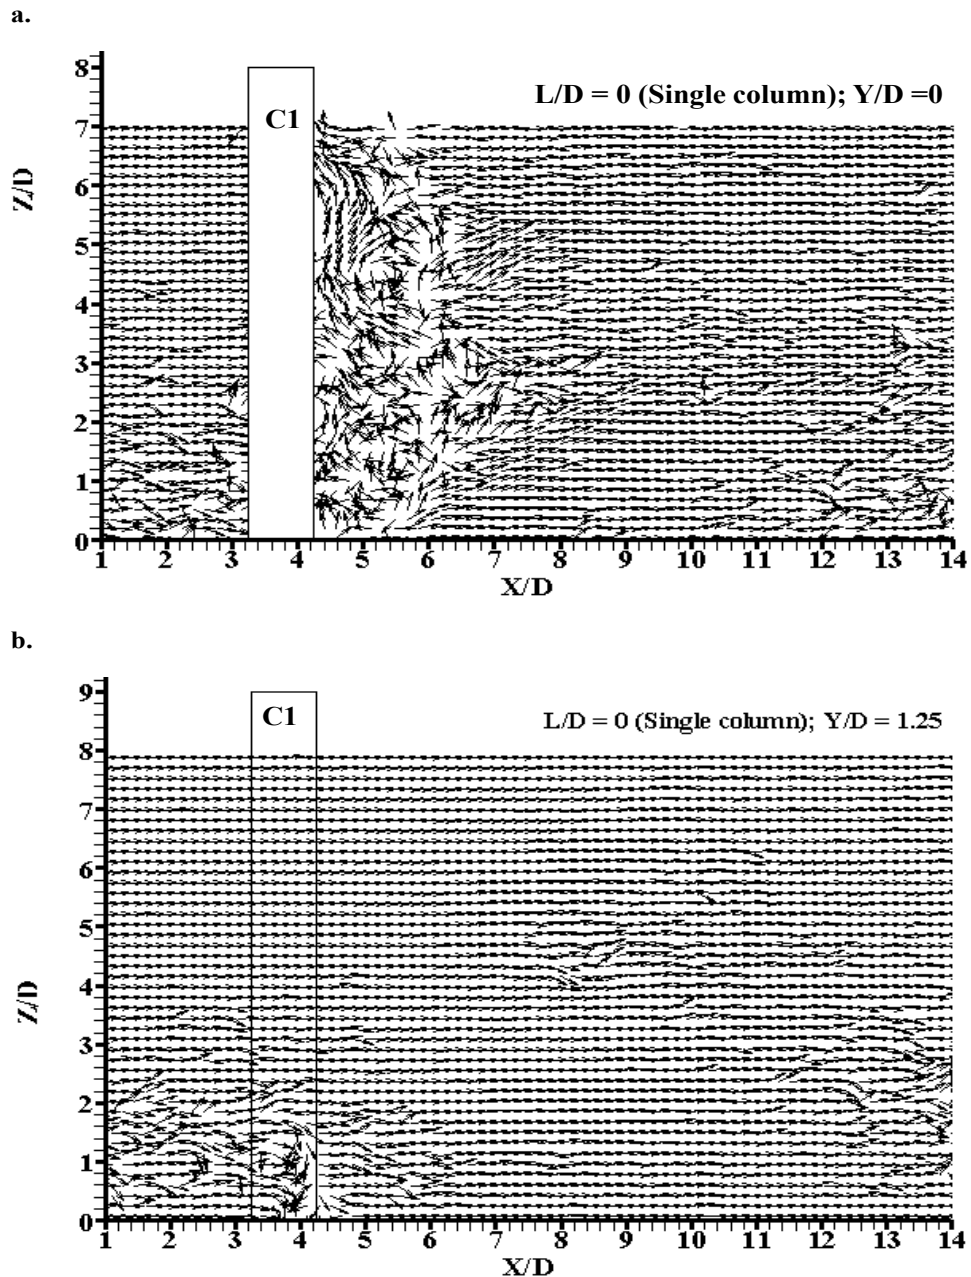 a.
8
L/D = 0 (Single column); Y/D =0
C1
7
6
Z/D
5
4
3
2
1
0
1 2 3 4 5 6 7 8 9 10 11 12 13 14
X/D
b.
9
C1
L/D = 0 (Single column); Y/D = 1.25
8
7
6
5
Z/D
4
3
2
1
0
1 2 3 4 5 6 7 8 9 10 11 12 13 14
X/D